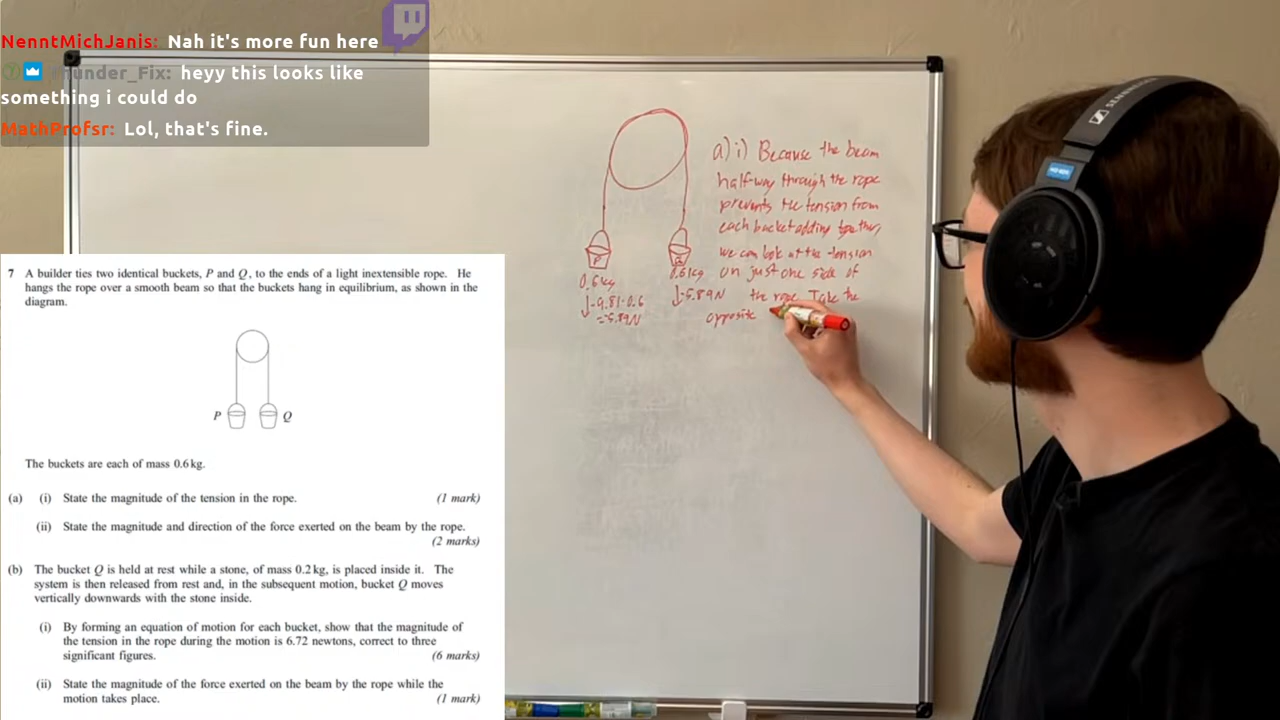 NenntMichJanis: Nah it's more fun here
hunder_Fix: heyy this looks like
something i could do
MathProfsr: Lol, that's fine.
7 A builder ties two identical buckets, P and Q, to the ends of a light inextensible rope. He
hangs the rope over a smooth beam so that the buckets hang in equilibrium, as shown in the
diagram.
P Q
The buckets are each of mass 0.6 kg.
(a) (i) State the magnitude of the tension in the rope. (1 mark)
(ii) State the magnitude and direction of the force exerted on the beam by the rope.
(2 marks)
(b) The bucket Q is held at rest while a stone, of mass 0.2 kg, is placed inside it. The
system is then released from rest and, in the subsequent motion, bucket Q moves
vertically downwards with the stone inside.
(i) By forming an equation of motion for each bucket, show that the magnitude of
the tension in the rope during the motion is 6.72 newtons, correct to three
significant figures. (6 marks)
(ii) State the magnitude of the force exerted on the beam by the rope while the
motion takes place. (1 mark)
P
0.6kg
↓-9.81·0.6
=-5.89N
Q
0.6kg
↓-5.89N
a) i) Because the beam
half-way through the rope
prevents the tension from
each bucket adding together,
we can look at the tension
on just one side of
the rope. Take the
opposite
SENNHEISER